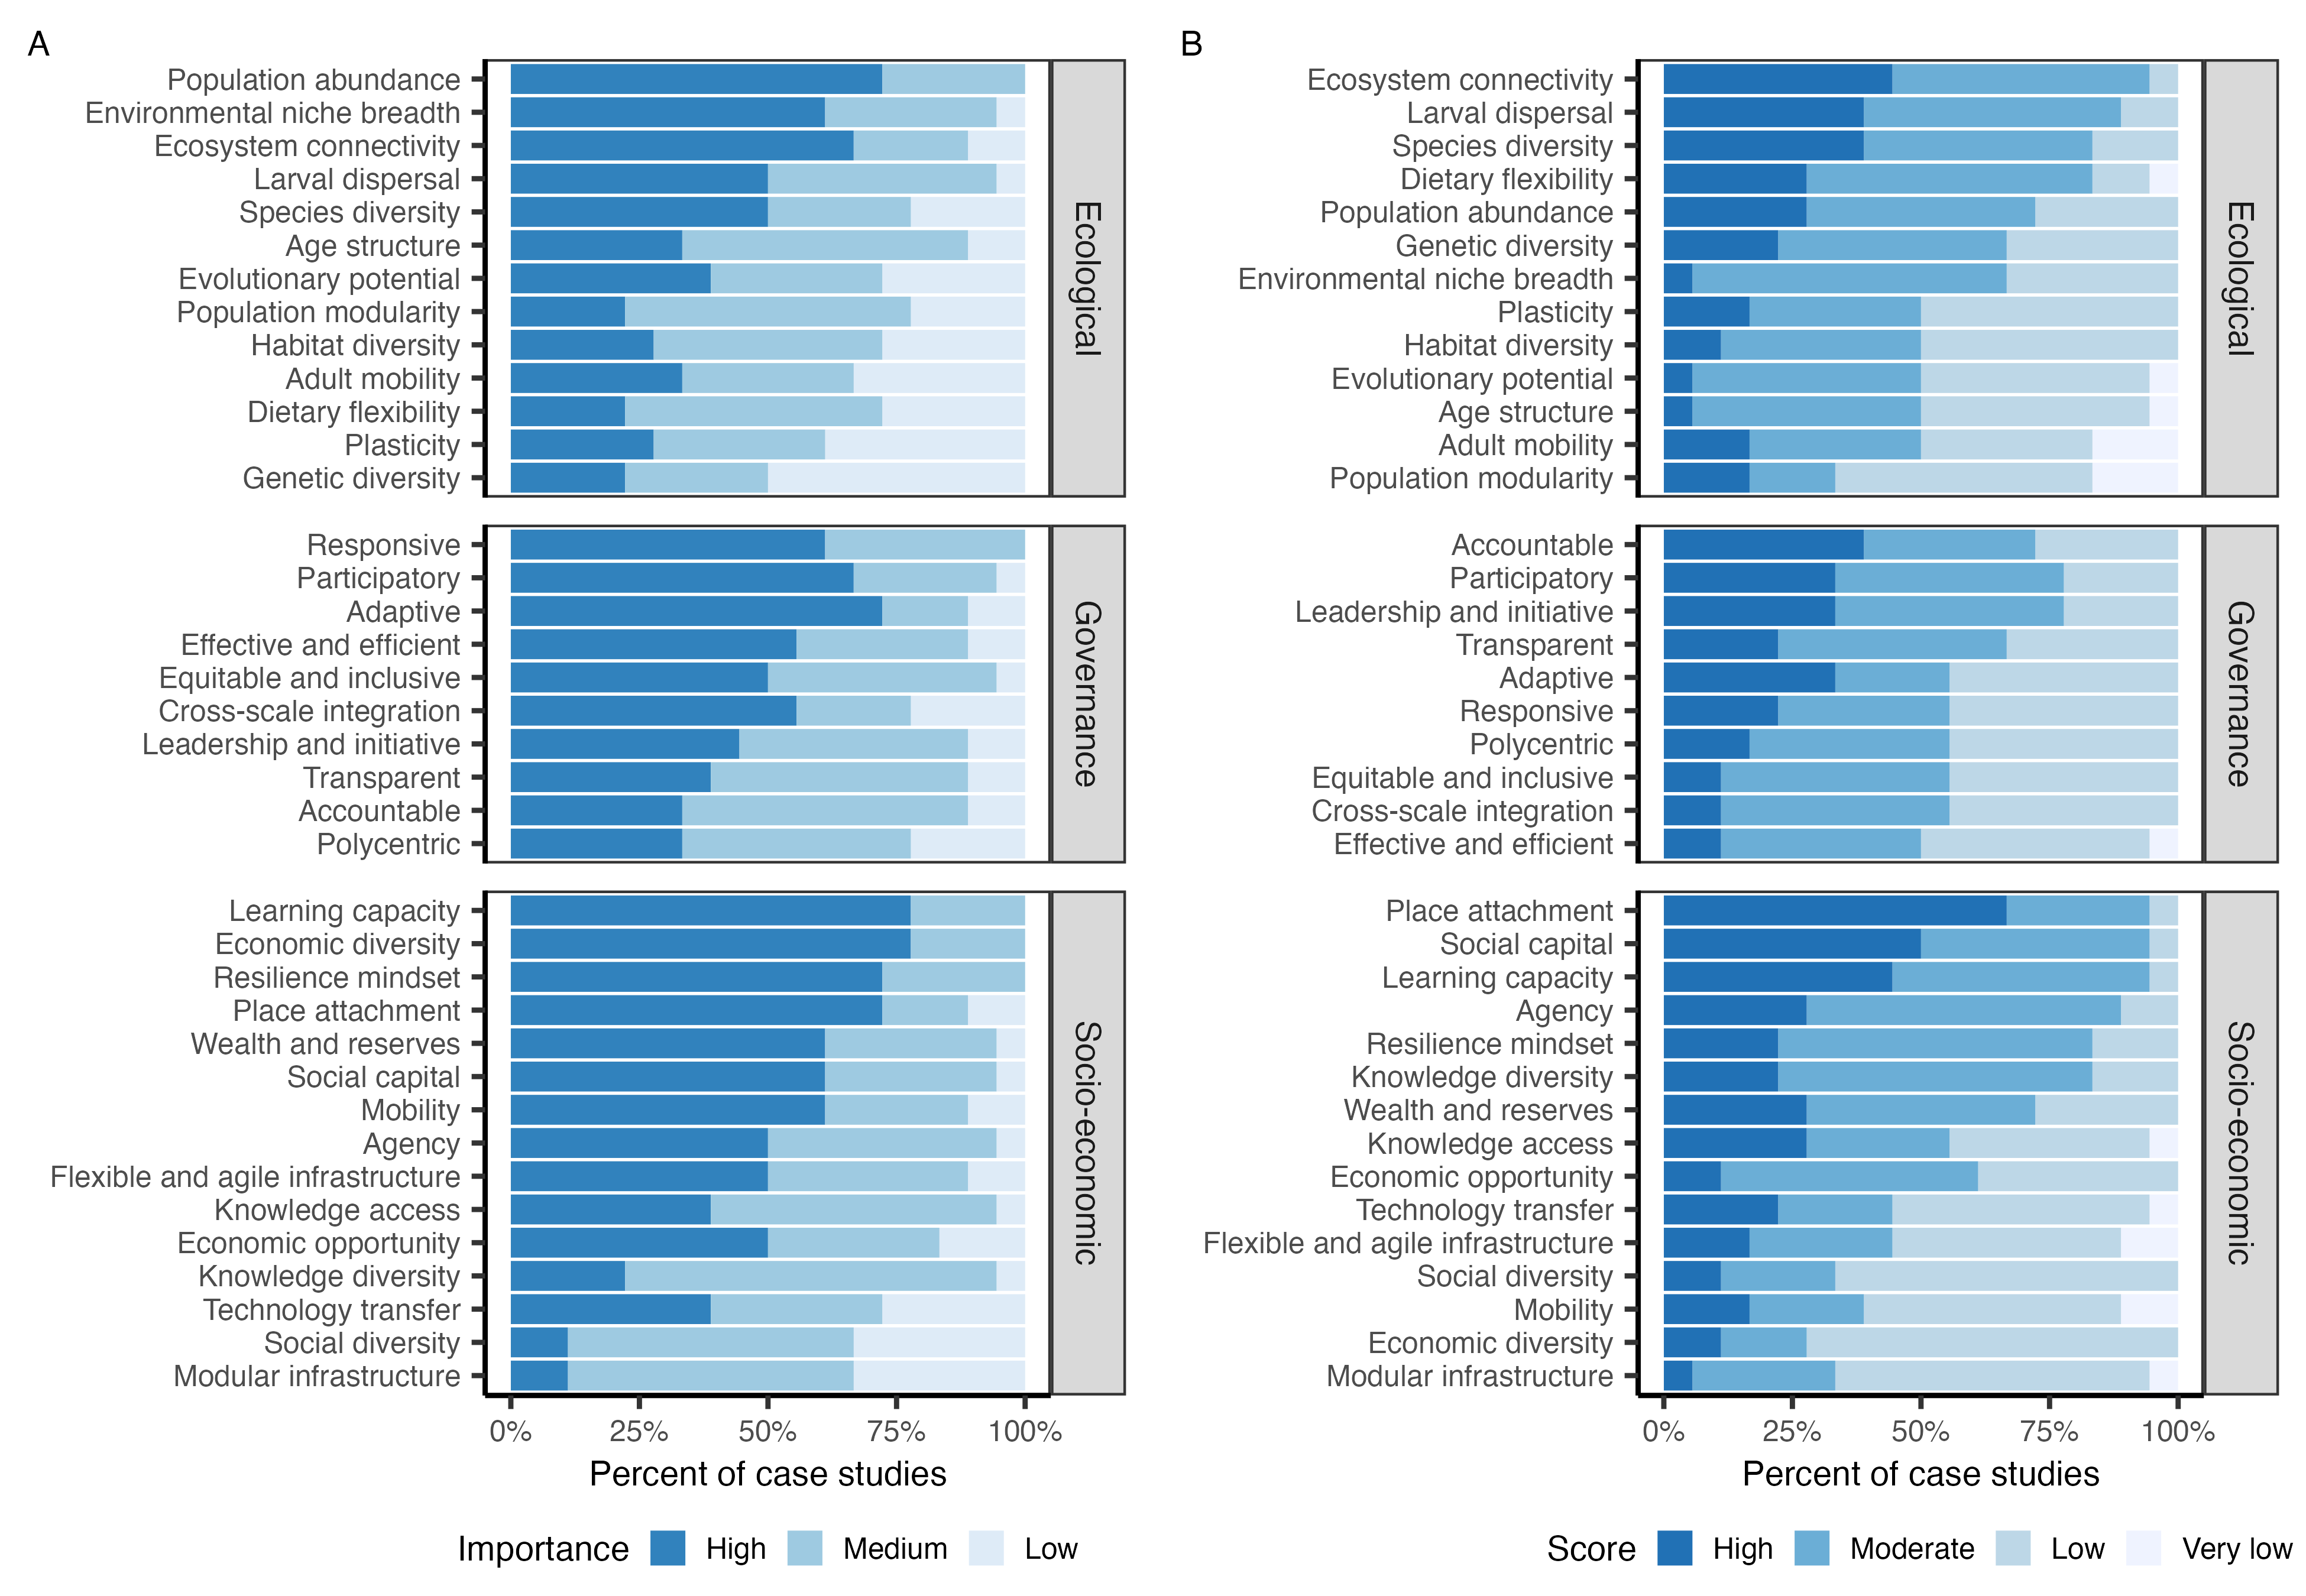 A
Population abundance
Environmental niche breadth
Ecosystem connectivity
Larval dispersal
Species diversity
Age structure
Evolutionary potential
Population modularity
Habitat diversity
Adult mobility
Dietary flexibility
Plasticity
Genetic diversity
Ecological
Responsive
Participatory
Adaptive
Effective and efficient
Equitable and inclusive
Cross-scale integration
Leadership and initiative
Transparent
Accountable
Polycentric
Governance
Learning capacity
Economic diversity
Resilience mindset
Place attachment
Wealth and reserves
Social capital
Mobility
Agency
Flexible and agile infrastructure
Knowledge access
Economic opportunity
Knowledge diversity
Technology transfer
Social diversity
Modular infrastructure
Socio-economic
0% 25% 50% 75% 100%
Percent of case studies
Importance High Medium Low
B
Ecosystem connectivity
Larval dispersal
Species diversity
Dietary flexibility
Population abundance
Genetic diversity
Environmental niche breadth
Plasticity
Habitat diversity
Evolutionary potential
Age structure
Adult mobility
Population modularity
Ecological
Accountable
Participatory
Leadership and initiative
Transparent
Adaptive
Responsive
Polycentric
Equitable and inclusive
Cross-scale integration
Effective and efficient
Governance
Place attachment
Social capital
Learning capacity
Agency
Resilience mindset
Knowledge diversity
Wealth and reserves
Knowledge access
Economic opportunity
Technology transfer
Flexible and agile infrastructure
Social diversity
Mobility
Economic diversity
Modular infrastructure
Socio-economic
0% 25% 50% 75% 100%
Percent of case studies
Score High Moderate Low Very low